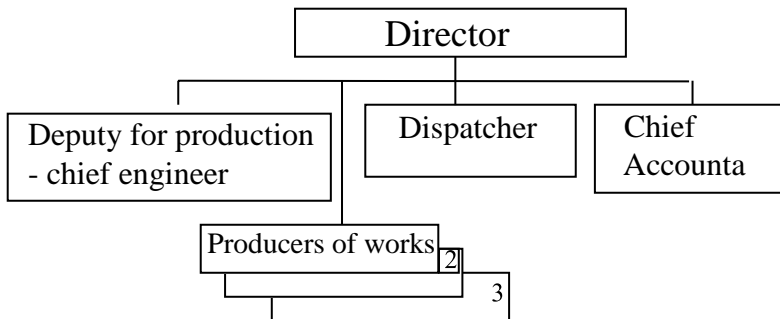 Director
Deputy for production
- chief engineer
Dispatcher
Chief
Accounta
Producers of works
2
3